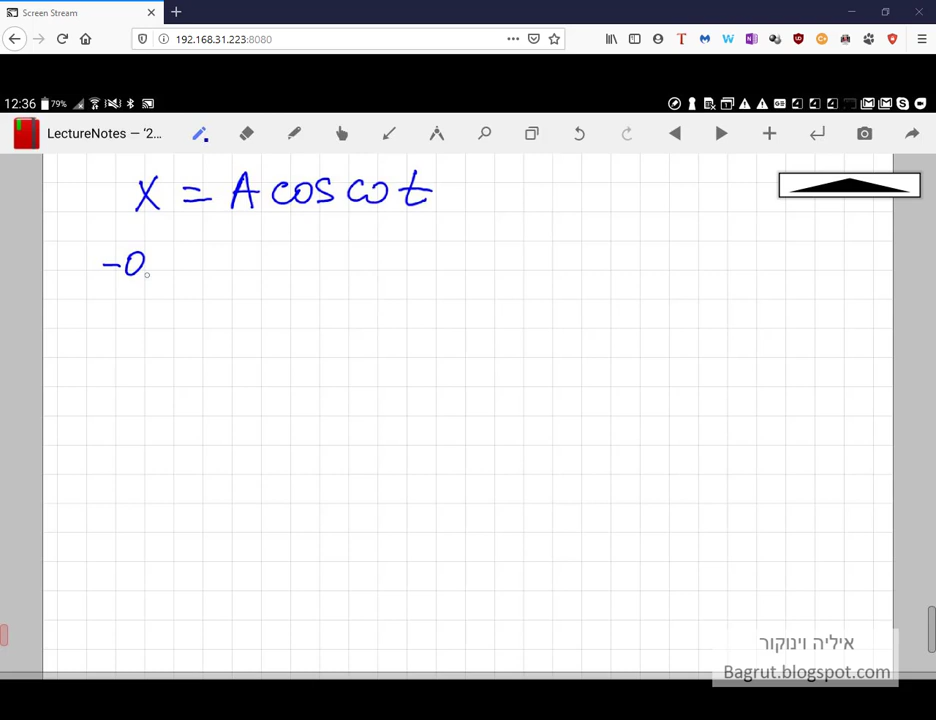 Screen Stream
192.168.31.223:8080
12:36 79%
LectureNotes — ‘2...
X = A cos ωt
-0.
איליה וינוקור
Bagrut.blogspot.com